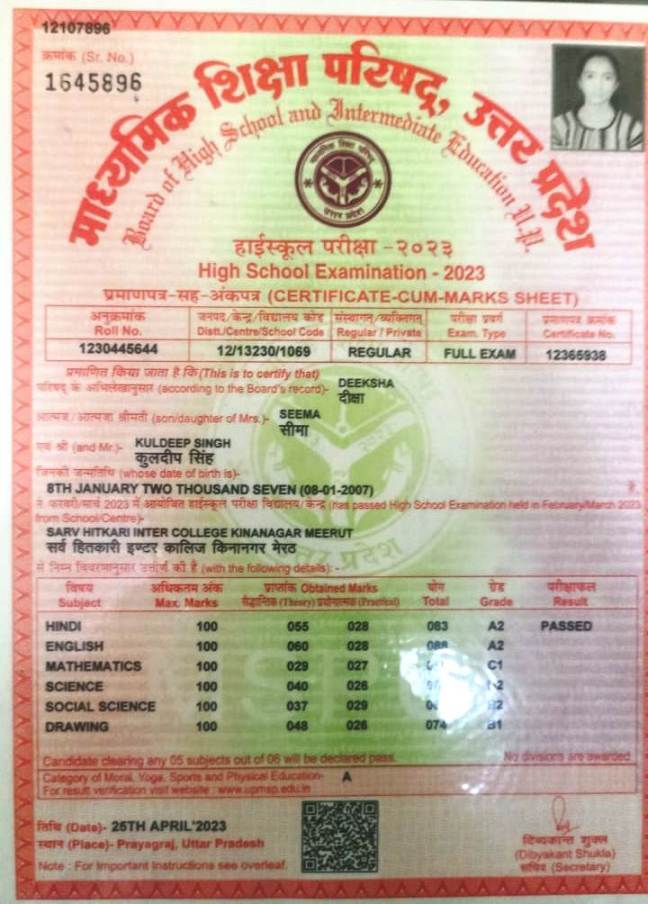 12107896
क्रमांक (Sr. No.)
1645896
माध्यमिक शिक्षा परिषद्, उत्तर प्रदेश
Board of High School and Intermediate Education U.P.
हाईस्कूल परीक्षा -२०२३
High School Examination - 2023
प्रमाणपत्र-सह-अंकपत्र (CERTIFICATE-CUM-MARKS SHEET)
अनुक्रमांक जनपद/केन्द्र/विद्यालय कोड संस्थागत/व्यक्तिगत परीक्षा प्रवर्ग प्रमाणपत्र क्रमांक
Roll No. Distt./Centre/School Code Regular / Private Exam. Type Certificate No.
1230445644 12/13230/1069 REGULAR FULL EXAM 12365938
प्रमाणित किया जाता है कि(This is to certify that)
परिषद् के अभिलेखानुसार (according to the Board's record)- DEEKSHA
दीक्षा
आत्मज/आत्मजा श्रीमती (son/daughter of Mrs.)- SEEMA
सीमा
एवं श्री (and Mr.)- KULDEEP SINGH
कुलदीप सिंह
जिनकी जन्मतिथि (whose date of birth is)-
8TH JANUARY TWO THOUSAND SEVEN (08-01-2007) है,
ने फरवरी/मार्च 2023 में आयोजित हाईस्कूल परीक्षा विद्यालय/केन्द्र (has passed High School Examination held in February/March 2023
from School/Centre)-
SARV HITKARI INTER COLLEGE KINANAGAR MEERUT
सर्व हितकारी इण्टर कालिज किनानगर मेरठ
से निम्न विवरणानुसार उत्तीर्ण की है (with the following details): -
विषय अधिकतम अंक प्राप्तांक Obtained Marks योग ग्रेड परीक्षाफल
Subject Max. Marks सैद्धान्तिक (Theory) प्रयोगात्मक (Practical) Total Grade Result
HINDI 100 055 028 083 A2 PASSED
ENGLISH 100 060 028 088 A2
MATHEMATICS 100 029 027 C1
SCIENCE 100 040 026
SOCIAL SCIENCE 100 037 029
DRAWING 100 048 026 074 B1
Candidate clearing any 05 subjects out of 06 will be declared pass. No divisions are awarded
Category of Moral, Yoga, Sports and Physical Education- A
For result verification visit website : www.upmsp.edu.in
तिथि (Date)- 25TH APRIL'2023
स्थान (Place)- Prayagraj, Uttar Pradesh
Note : For Important Instructions see overleaf.
दिव्यकान्त शुक्ल
(Dibyakant Shukla)
सचिव (Secretary)